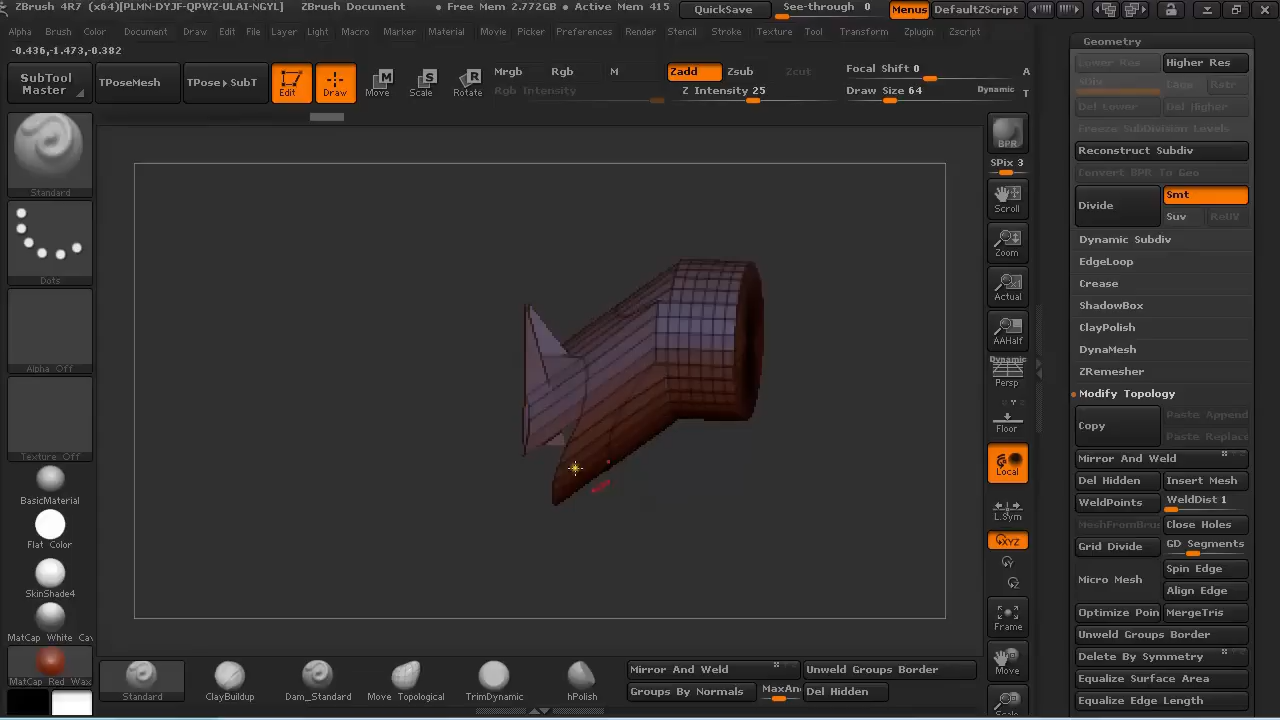 ZBrush 4R7 (x64)[PLMN-DYJF-QPWZ-ULAI-NGYL] ZBrush Document • Free Mem 2.772GB • Active Mem 415 QuickSave See-through 0 Menus DefaultZScript
Alpha Brush Color Document Draw Edit File Layer Light Macro Marker Material Movie Picker Preferences Render Stencil Stroke Texture Tool Transform Zplugin Zscript
-0.436,-1.473,-0.382
SubTool Master
TPoseMesh
TPose▸SubT
Edit
Draw
Move
Scale
Rotate
Mrgb Rgb M
Rgb Intensity
Zadd Zsub Zcut
Z Intensity 25
Focal Shift 0
Draw Size 64 Dynamic
A
T
Standard
Dots
Alpha Off
Texture Off
BasicMaterial
Flat Color
SkinShade4
MatCap White Cav
MatCap Red Wax
BPR
SPix 3
Scroll
Zoom
Actual
AAHalf
Dynamic
Persp
Floor
Local
L.Sym
XYZ
Frame
Move
Scale
Geometry
Lower Res Higher Res
SDiv Cage Rstr
Del Lower Del Higher
Freeze SubDivision Levels
Reconstruct Subdiv
Convert BPR To Geo
Divide Smt
Suv ReUV
Dynamic Subdiv
EdgeLoop
Crease
ShadowBox
ClayPolish
DynaMesh
ZRemesher
Modify Topology
Copy Paste Append
Paste Replace
Mirror And Weld
Del Hidden Insert Mesh
WeldPoints WeldDist 1
MeshFromBru Close Holes
Grid Divide GD Segments
Micro Mesh Spin Edge
Align Edge
Optimize Poin MergeTris
Unweld Groups Border
Delete By Symmetry
Equalize Surface Area
Equalize Edge Length
Standard
ClayBuildup
Dam_Standard
Move Topological
TrimDynamic
hPolish
Mirror And Weld Unweld Groups Border
Groups By Normals MaxAn Del Hidden